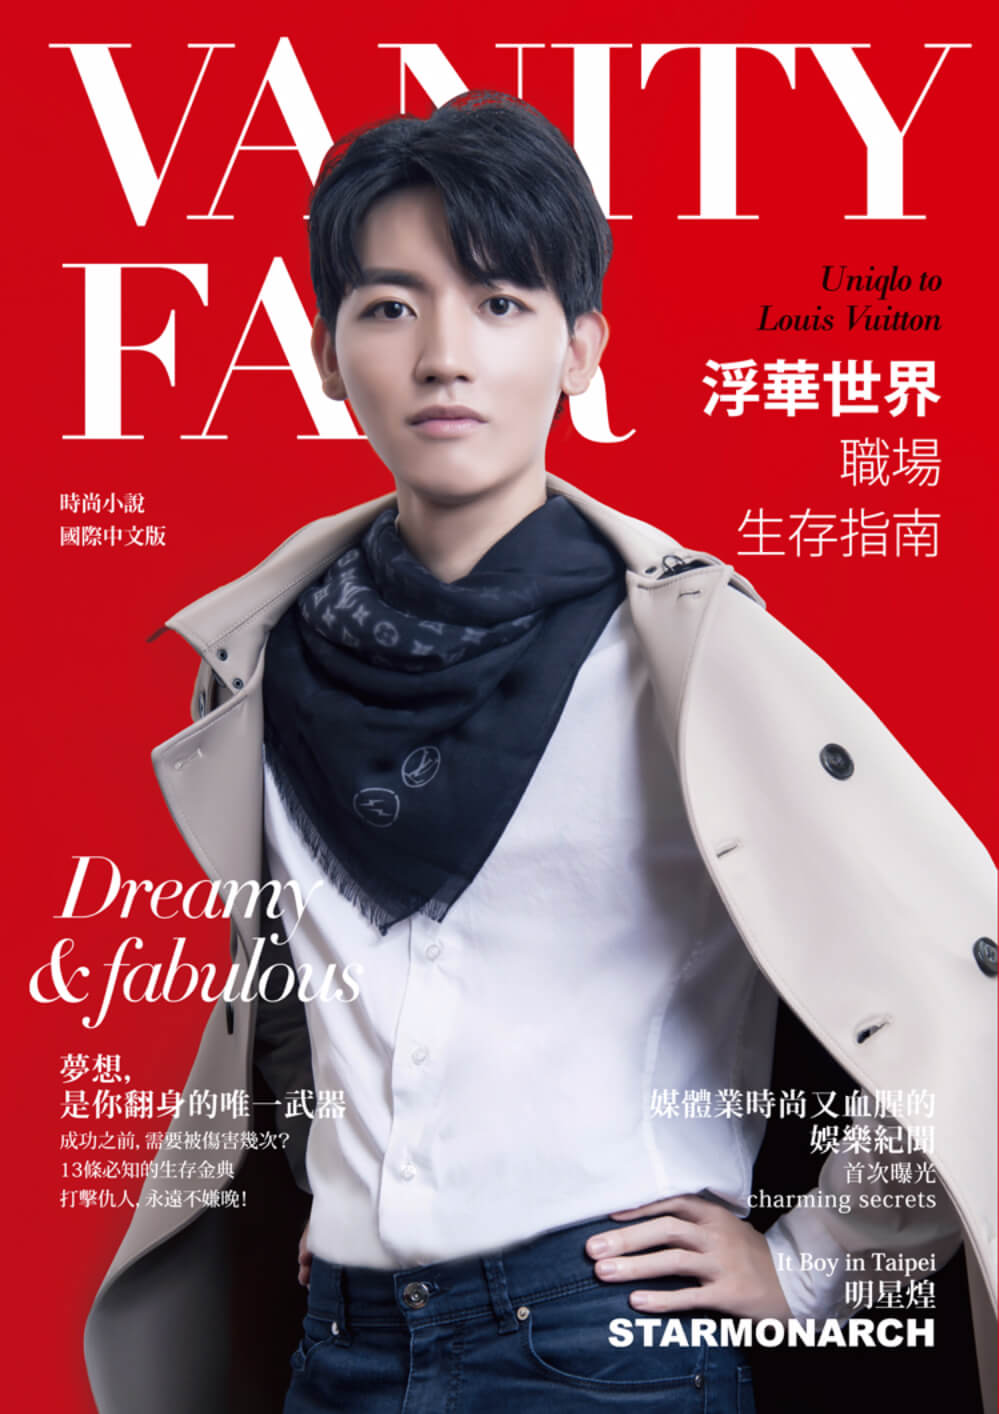 VANITY
FAIR
Uniqlo to
Louis Vuitton
浮華世界
職場
生存指南
時尚小說
國際中文版
Dreamy
& fabulous
夢想,
是你翻身的唯一武器
成功之前, 需要被傷害幾次?
13條必知的生存金典
打擊仇人, 永遠不嫌晚!
媒體業時尚又血腥的
娛樂紀聞
首次曝光
charming secrets
It Boy in Taipei
明星煌
STARMONARCH